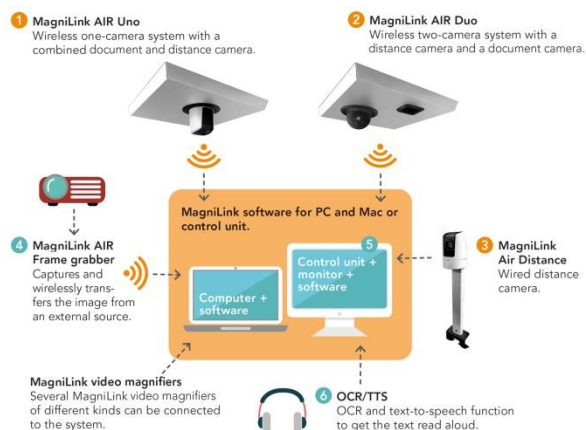 1 MagniLink AIR Uno
Wireless one-camera system with a
combined document and distance camera.
2 MagniLink AIR Duo
Wireless two-camera system with a
distance camera and a document camera.
MagniLink software for PC and Mac or
control unit.
4 MagniLink AIR
Frame grabber
Captures and
wirelessly trans-
fers the image from
an external source.
Computer +
software
5
Control unit +
monitor +
software
3 MagniLink
Air Distance
Wired distance
camera.
MagniLink video magnifiers
Several MagniLink video magnifiers
of different kinds can be connected
to the system.
6 OCR/TTS
OCR and text-to-speech function
to get the text read aloud.